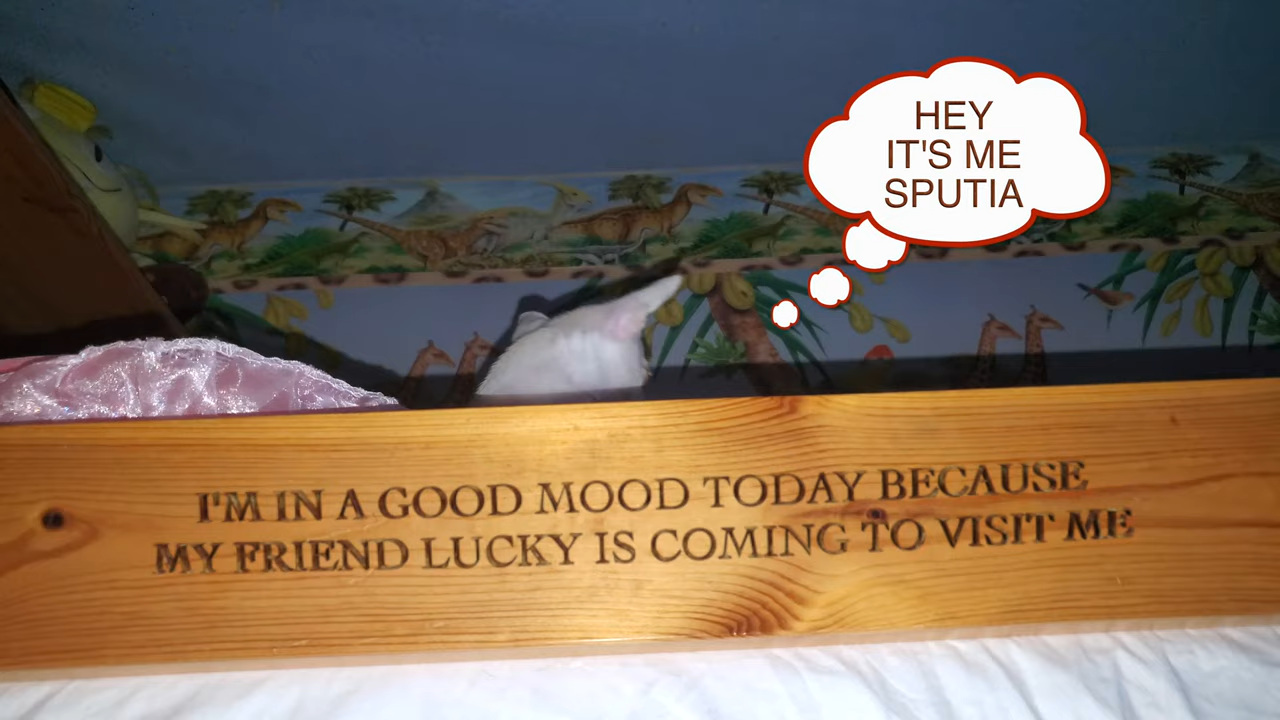 HEY
IT'S ME
SPUTIA
I'M IN A GOOD MOOD TODAY BECAUSE
MY FRIEND LUCKY IS COMING TO VISIT ME